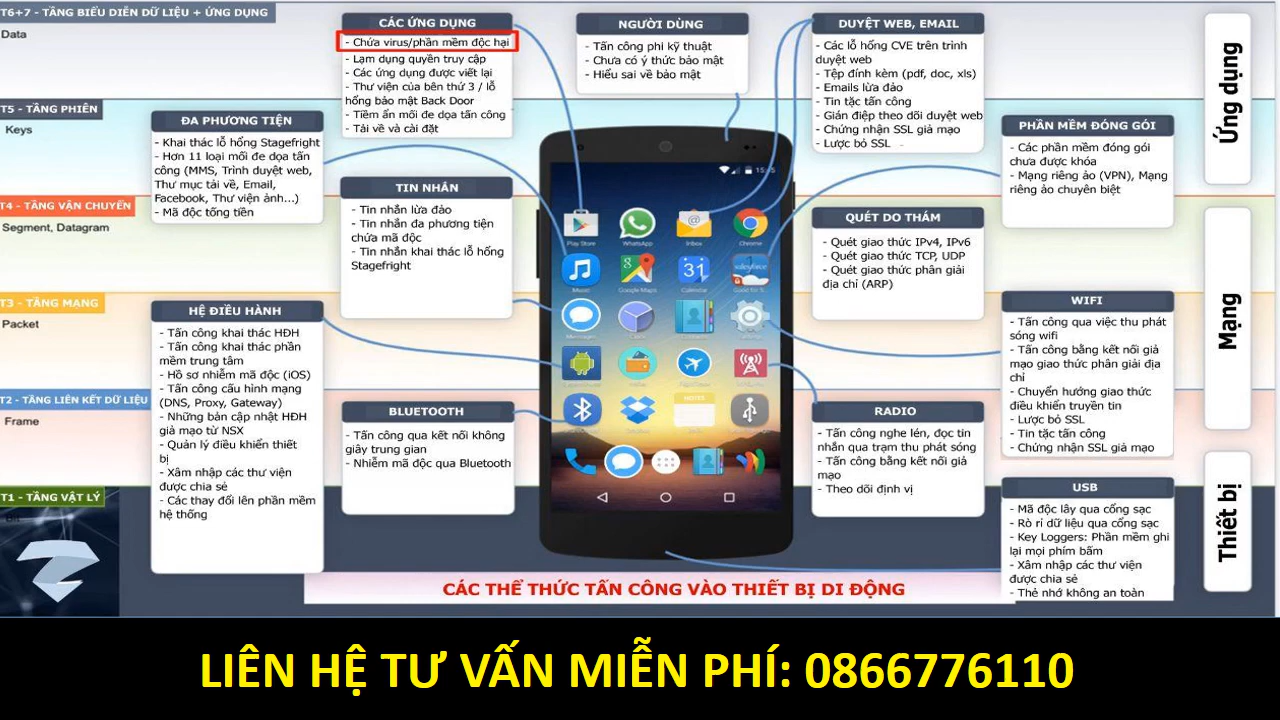 T6+7 - TẦNG BIỂU DIỄN DỮ LIỆU + ỨNG DỤNG
Data
T5 - TẦNG PHIÊN
Keys
T4 - TẦNG VẬN CHUYỂN
Segment, Datagram
T3 - TẦNG MẠNG
Packet
T2 - TẦNG LIÊN KẾT DỮ LIỆU
Frame
T1 - TẦNG VẬT LÝ
Bit
CÁC ỨNG DỤNG
- Chứa virus/phần mềm độc hại
- Lạm dụng quyền truy cập
- Các ứng dụng được viết lại
- Thư viện của bên thứ 3 / lỗ
hổng bảo mật Back Door
- Tiềm ẩn mối đe dọa tấn công
- Tải về và cài đặt
NGƯỜI DÙNG
- Tấn công phi kỹ thuật
- Chưa có ý thức bảo mật
- Hiểu sai về bảo mật
DUYỆT WEB, EMAIL
- Các lỗ hổng CVE trên trình
duyệt web
- Tệp đính kèm (pdf, doc, xls)
- Emails lừa đảo
- Tin tặc tấn công
- Gián điệp theo dõi duyệt web
- Chứng nhận SSL giả mạo
- Lược bỏ SSL
ĐA PHƯƠNG TIỆN
- Khai thác lỗ hổng Stagefright
- Hơn 11 loại mối đe dọa tấn
công (MMS, Trình duyệt web,
Thư mục tải về, Email,
Facebook, Thư viện ảnh...)
- Mã độc tống tiền
TIN NHẮN
- Tin nhắn lừa đảo
- Tin nhắn đa phương tiện
chứa mã độc
- Tin nhắn khai thác lỗ hổng
Stagefright
PHẦN MỀM ĐÓNG GÓI
- Các phần mềm đóng gói
chưa được khóa
- Mạng riêng ảo (VPN), Mạng
riêng ảo chuyên biệt
QUÉT DO THÁM
- Quét giao thức IPv4, IPv6
- Quét giao thức TCP, UDP
- Quét giao thức phân giải
địa chỉ (ARP)
HỆ ĐIỀU HÀNH
- Tấn công khai thác HĐH
- Tấn công khai thác phần
mềm trung tâm
- Hồ sơ nhiễm mã độc (iOS)
- Tấn công cấu hình mạng
(DNS, Proxy, Gateway)
- Những bản cập nhật HĐH
giả mạo từ NSX
- Quản lý điều khiển thiết
bị
- Xâm nhập các thư viện
được chia sẻ
- Các thay đổi lên phần mềm
hệ thống
WIFI
- Tấn công qua việc thu phát
sóng wifi
- Tấn công bằng kết nối giả
mạo giao thức phân giải địa
chỉ
- Chuyển hướng giao thức
điều khiển truyền tin
- Lược bỏ SSL
- Tin tặc tấn công
- Chứng nhận SSL giả mạo
BLUETOOTH
- Tấn công qua kết nối không
giây trung gian
- Nhiễm mã độc qua Bluetooth
RADIO
- Tấn công nghe lén, đọc tin
nhắn qua trạm thu phát sóng
- Tấn công bằng kết nối giả
mạo
- Theo dõi định vị
USB
- Mã độc lây qua cổng sạc
- Rò rỉ dữ liệu qua cổng sạc
- Key Loggers: Phần mềm ghi
lại mọi phím bấm
- Xâm nhập các thư viện
được chia sẻ
- Thẻ nhớ không an toàn
Ứng dụng
Mạng
Thiết bị
Play Store
WhatsApp
Inbox
Chrome
Music
Google Maps
31
Calendar
salesforce
NOTES
CÁC THỂ THỨC TẤN CÔNG VÀO THIẾT BỊ DI ĐỘNG
LIÊN HỆ TƯ VẤN MIỄN PHÍ: 0866776110